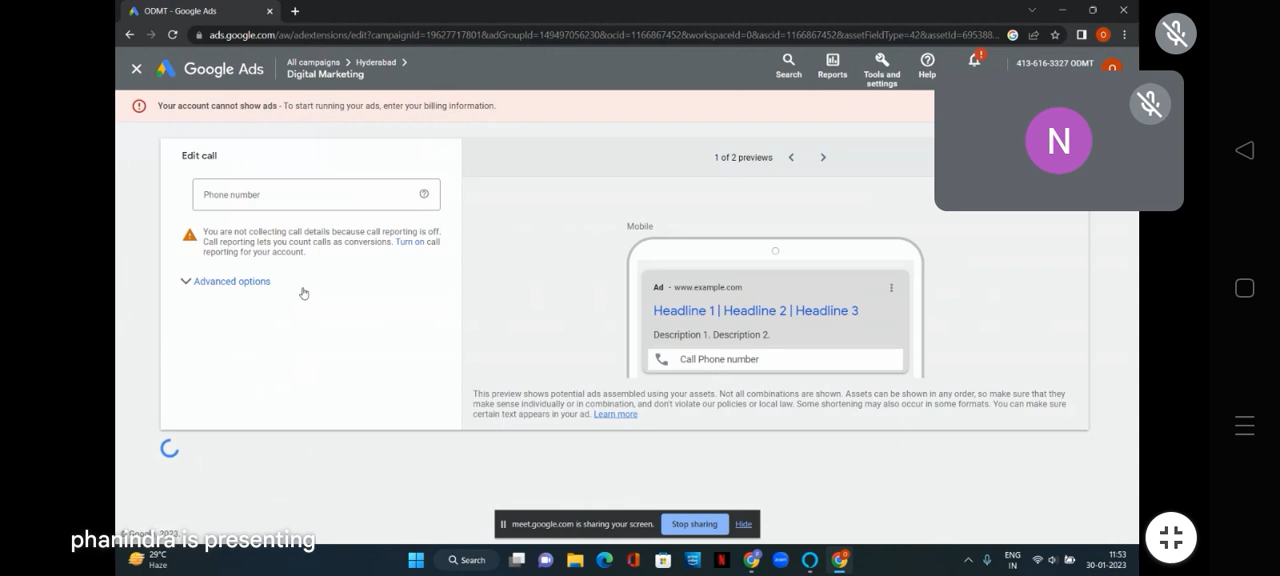 ODMT - Google Ads
ads.google.com/aw/adextensions/edit?campaignId=19627717801&adGroupId=149497056230&ocid=1166867452&workspaceId=0&ascid=1166867452&assetFieldType=42&assetId=695388...
Google Ads
All campaigns > Hyderabad >
Digital Marketing
Search
Reports
Tools and
settings
Help
413-616-3327 ODMT
Your account cannot show ads - To start running your ads, enter your billing information.
N
Edit call
1 of 2 previews
Phone number
You are not collecting call details because call reporting is off.
Call reporting lets you count calls as conversions. Turn on call
reporting for your account.
Advanced options
Mobile
Ad - www.example.com
Headline 1 | Headline 2 | Headline 3
Description 1. Description 2.
Call Phone number
This preview shows potential ads assembled using your assets. Not all combinations are shown. Assets can be shown in any order, so make sure that they
make sense individually or in combination, and don't violate our policies or local law. Some shortening may also occur in some formats. You can make sure
certain text appears in your ad. Learn more
meet.google.com is sharing your screen.
Stop sharing
Hide
phanindra is presenting
29°C
Haze
Search
ENG
IN
11:53
30-01-2023